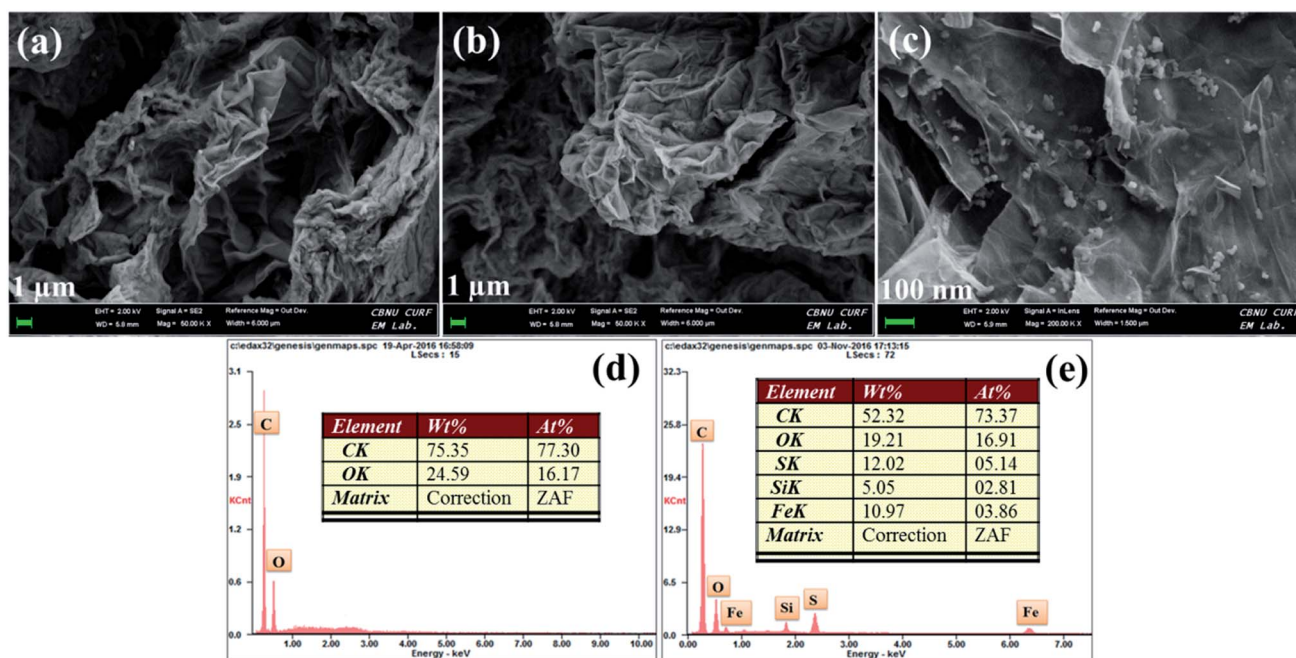 (a)
1 µm
EHT = 2.00 kV Signal A = SE2 Reference Mag = Out Dev. CBNU CURF
WD = 5.8 mm Mag = 50.00 K X Width = 6.000 µm EM Lab.
(b)
1 µm
EHT = 2.00 kV Signal A = SE2 Reference Mag = Out Dev. CBNU CURF
WD = 5.8 mm Mag = 50.00 K X Width = 6.000 µm EM Lab.
(c)
100 nm
EHT = 2.00 kV Signal A = InLens Reference Mag = Out Dev. CBNU CURF
WD = 5.9 mm Mag = 200.00 K X Width = 1.500 µm EM Lab.
c:\edax32\genesis\genmaps.spc 19-Apr-2016 16:58:09
LSecs : 15
(d)
3.1
2.5
1.9
KCnt
1.2
0.6
0.0
C
O
Element Wt% At%
CK 75.35 77.30
OK 24.59 16.17
Matrix Correction ZAF
1.00 2.00 3.00 4.00 5.00 6.00 7.00 8.00 9.00 10.00
Energy - keV
c:\edax32\genesis\genmaps.spc 03-Nov-2016 17:13:15
LSecs : 72
(e)
32.3
25.8
19.4
KCnt
12.9
6.5
0.0
C
O
Fe
Si
S
Fe
Element Wt% At%
CK 52.32 73.37
OK 19.21 16.91
SK 12.02 05.14
SiK 5.05 02.81
FeK 10.97 03.86
Matrix Correction ZAF
0.00 1.00 2.00 3.00 4.00 5.00 6.00 7.00
Energy - keV